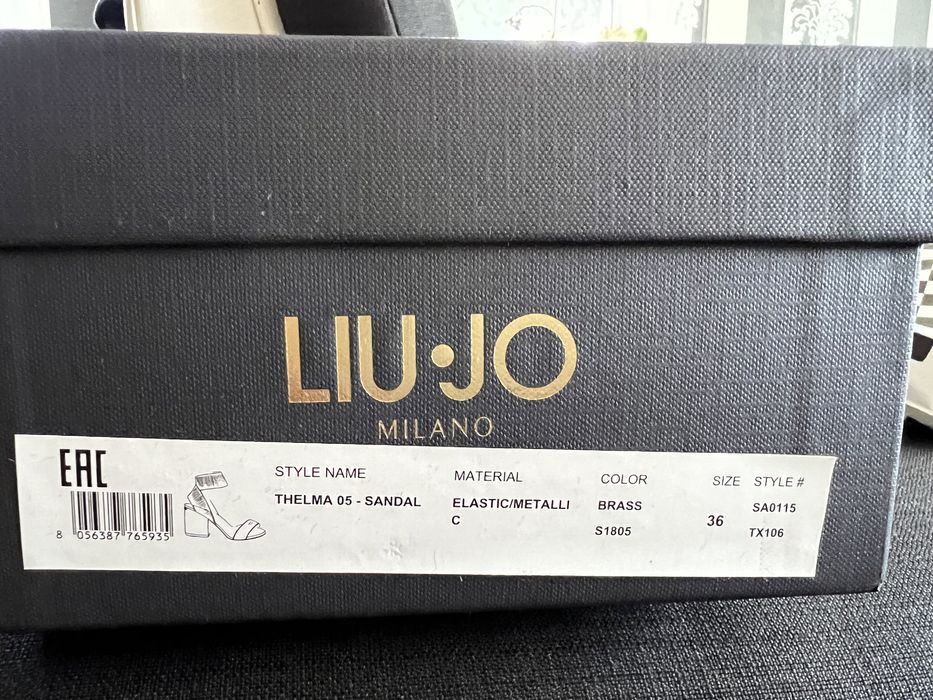 LIU·JO
MILANO
EAC
8 056387 765935
STYLE NAME
THELMA 05 - SANDAL
MATERIAL
ELASTIC/METALLI
C
COLOR
BRASS
S1805
SIZE
36
STYLE #
SA0115
TX106